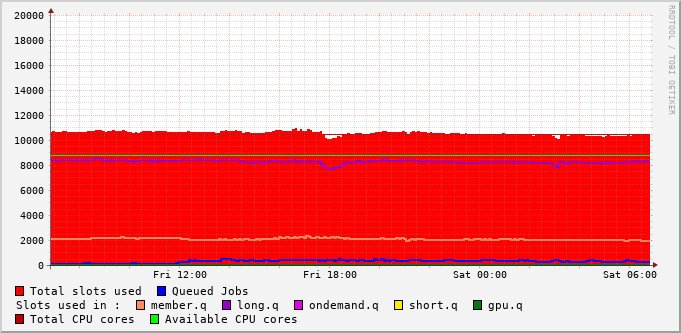 20000
18000
16000
14000
12000
10000
8000
6000
4000
2000
0
Fri 12:00 Fri 18:00 Sat 00:00 Sat 06:00
RRDTOOL / TOBI OETIKER
Total slots used Queued Jobs
Slots used in : member.q long.q ondemand.q short.q gpu.q
Total CPU cores Available CPU cores